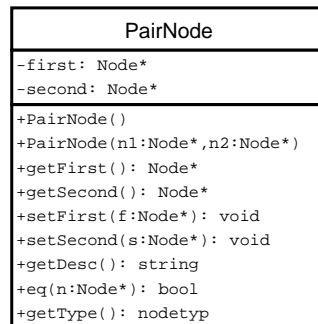 PairNode
-first: Node*
-second: Node*
+PairNode()
+PairNode(n1:Node*,n2:Node*)
+getFirst(): Node*
+getSecond(): Node*
+setFirst(f:Node*): void
+setSecond(s:Node*): void
+getDesc(): string
+eq(n:Node*): bool
+getType(): nodetyp